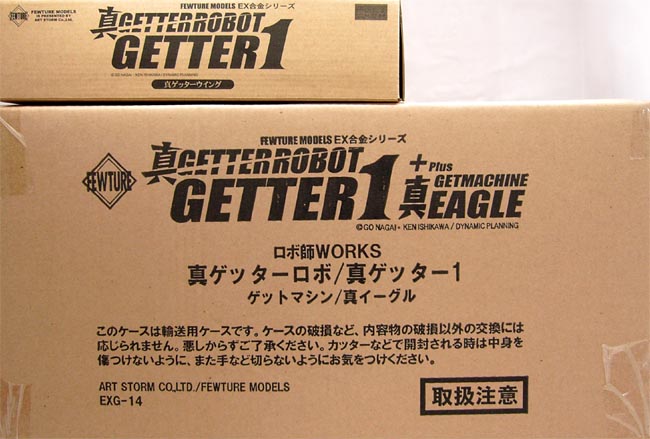 FEWTURE
FEWTURE MODELS
IS PRESENTED BY
ART STORM CO.,LTD.
FEWTURE MODELS EX合金シリーズ
真GETTERROBOT
GETTER1
©GO NAGAI・KEN ISHIKAWA / DYNAMIC PLANNING
真ゲッターウイング
FEWTURE MODELS EX合金シリーズ
FEWTURE
真GETTERROBOT
GETTER1
+Plus
真GETMACHINE
EAGLE
©GO NAGAI・KEN ISHIKAWA / DYNAMIC PLANNING
ロボ師WORKS
真ゲッターロボ/真ゲッター1
ゲットマシン/真イーグル
このケースは輸送用ケースです。ケースの破損など、内容物の破損以外の交換には
応じられません。悪しからずご了承ください。カッターなどで開封される時は中身を
傷つけないように、また手など切らないようにお気をつけください。
ART STORM CO.,LTD./FEWTURE MODELS
EXG-14
取扱注意